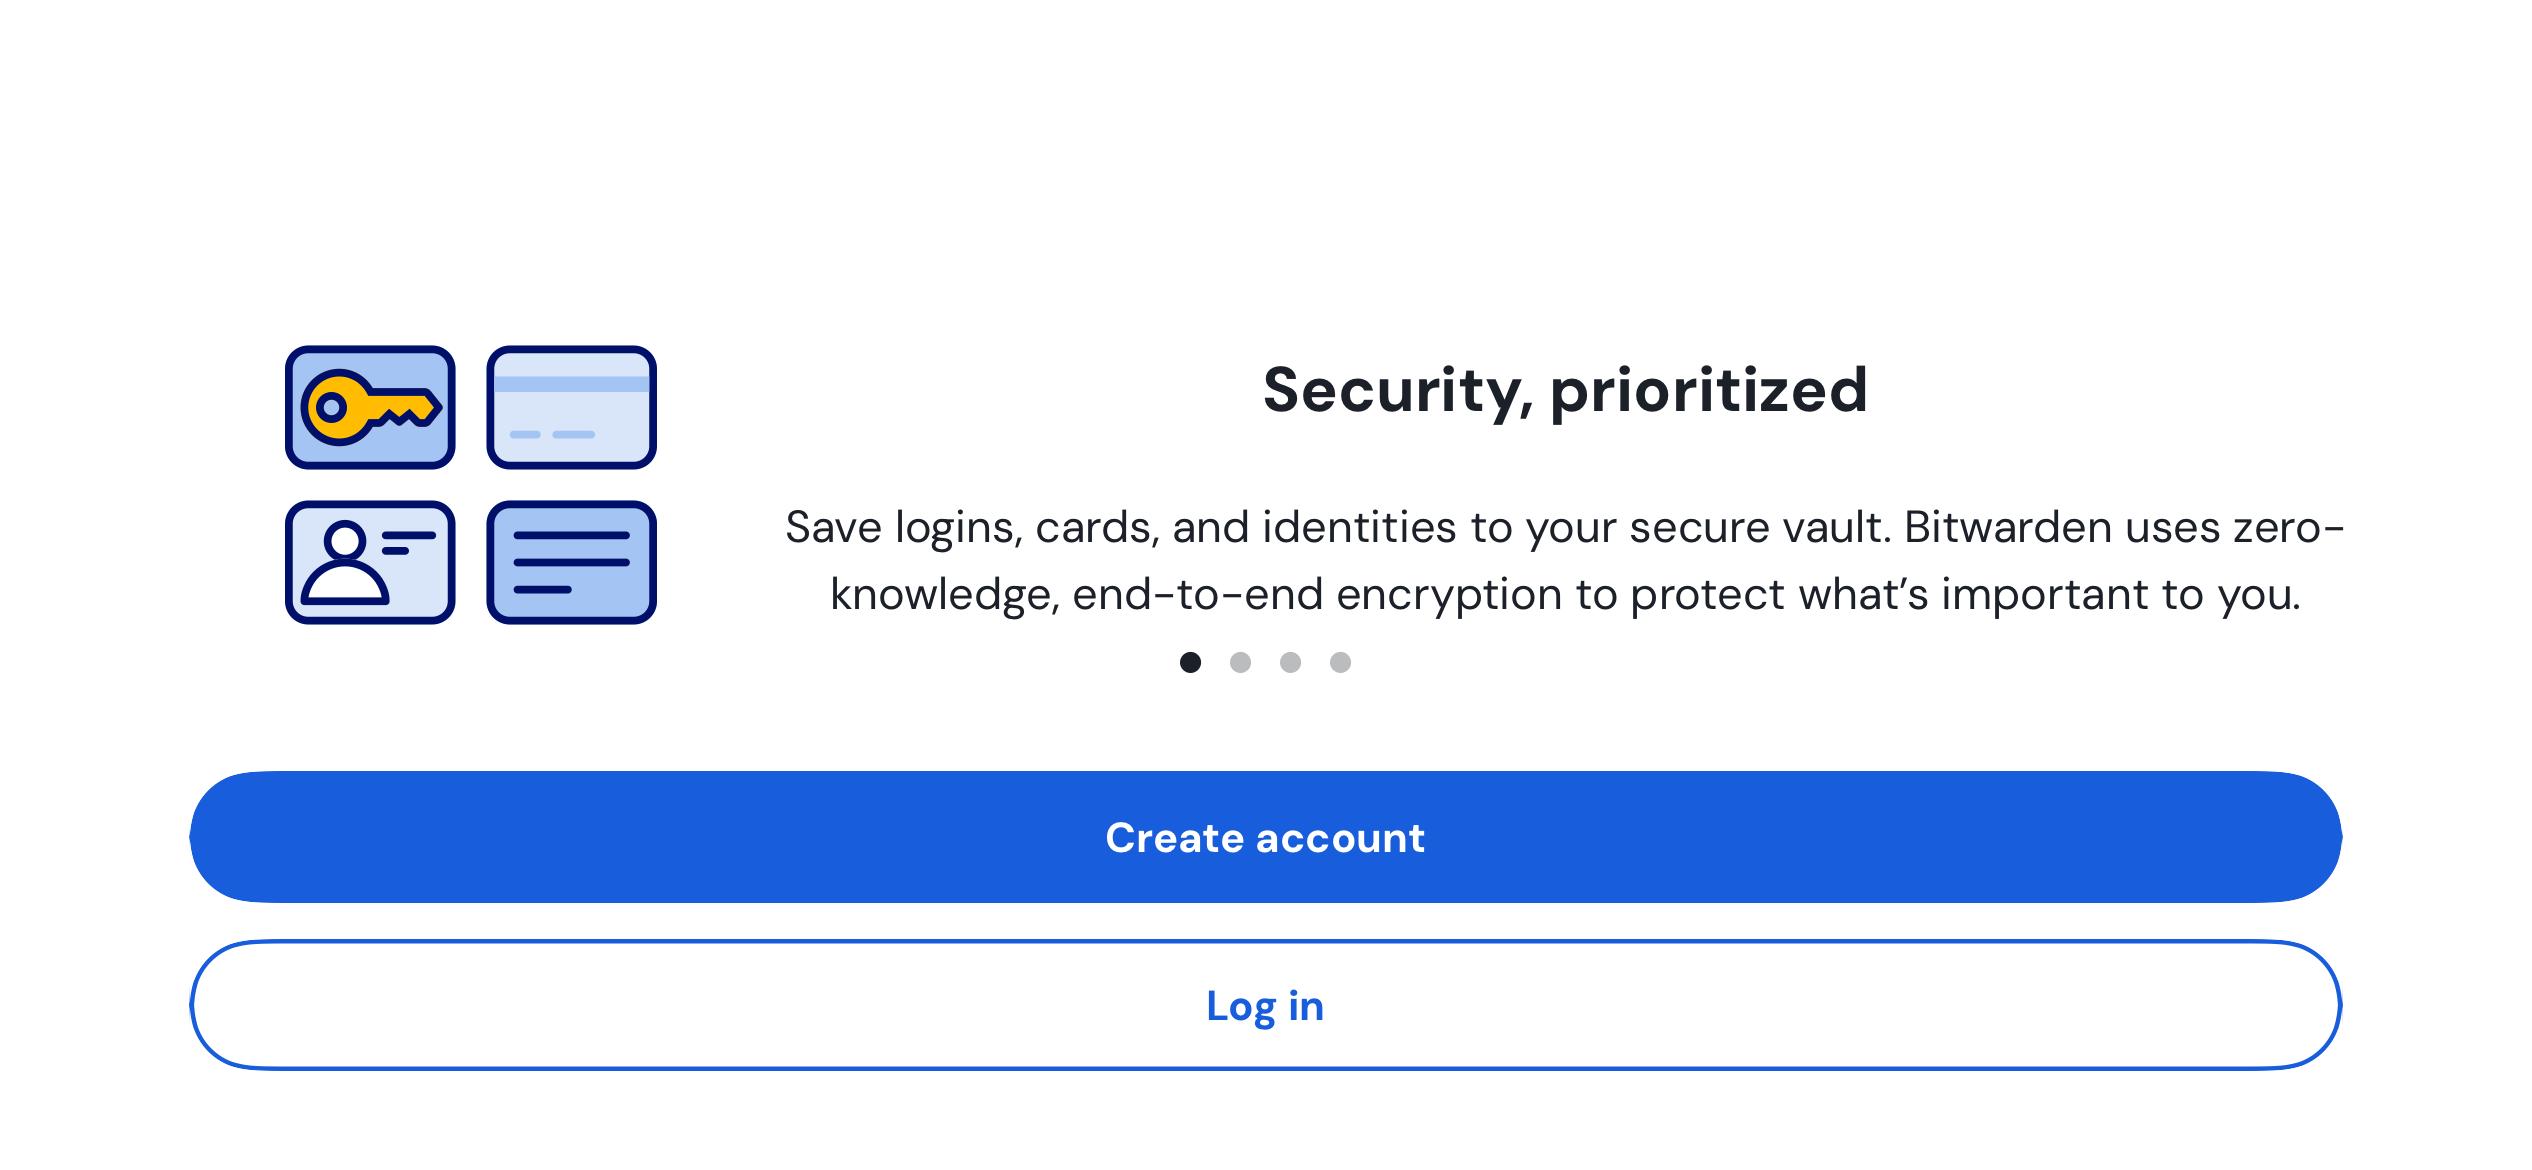 Security, prioritized
Save logins, cards, and identities to your secure vault. Bitwarden uses zero-
knowledge, end-to-end encryption to protect what’s important to you.
Create account
Log in